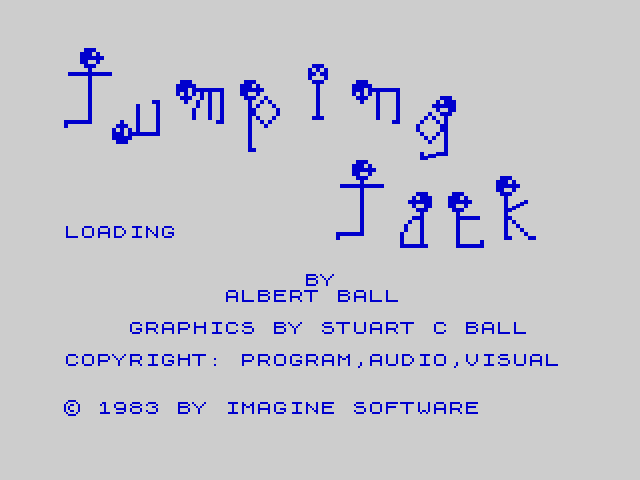 Jumping
Jack
LOADING
BY
ALBERT BALL
GRAPHICS BY STUART C BALL
COPYRIGHT: PROGRAM,AUDIO,VISUAL
© 1983 BY IMAGINE SOFTWARE